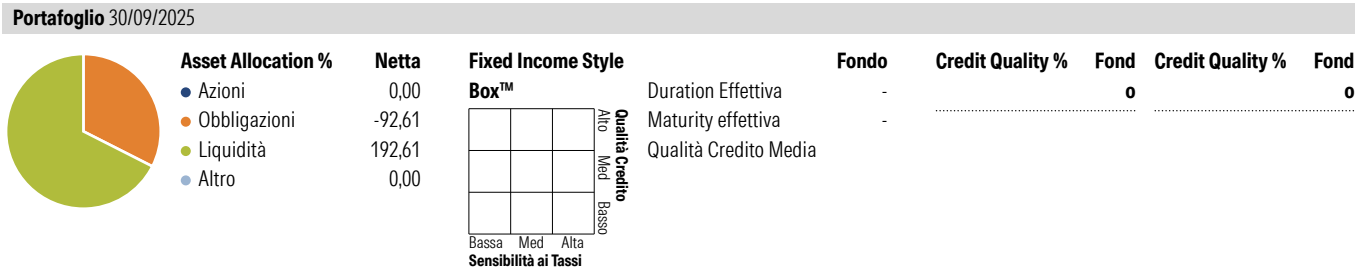 Portafoglio 30/09/2025
Asset Allocation % Netta
Azioni 0,00
Obbligazioni -92,61
Liquidità 192,61
Altro 0,00
Fixed Income Style
Box™
Alto Med Basso
Qualità Credito
Bassa Med Alta
Sensibilità ai Tassi
Fondo
Duration Effettiva -
Maturity effettiva -
Qualità Credito Media
Credit Quality % Fond
o
Credit Quality % Fond
o